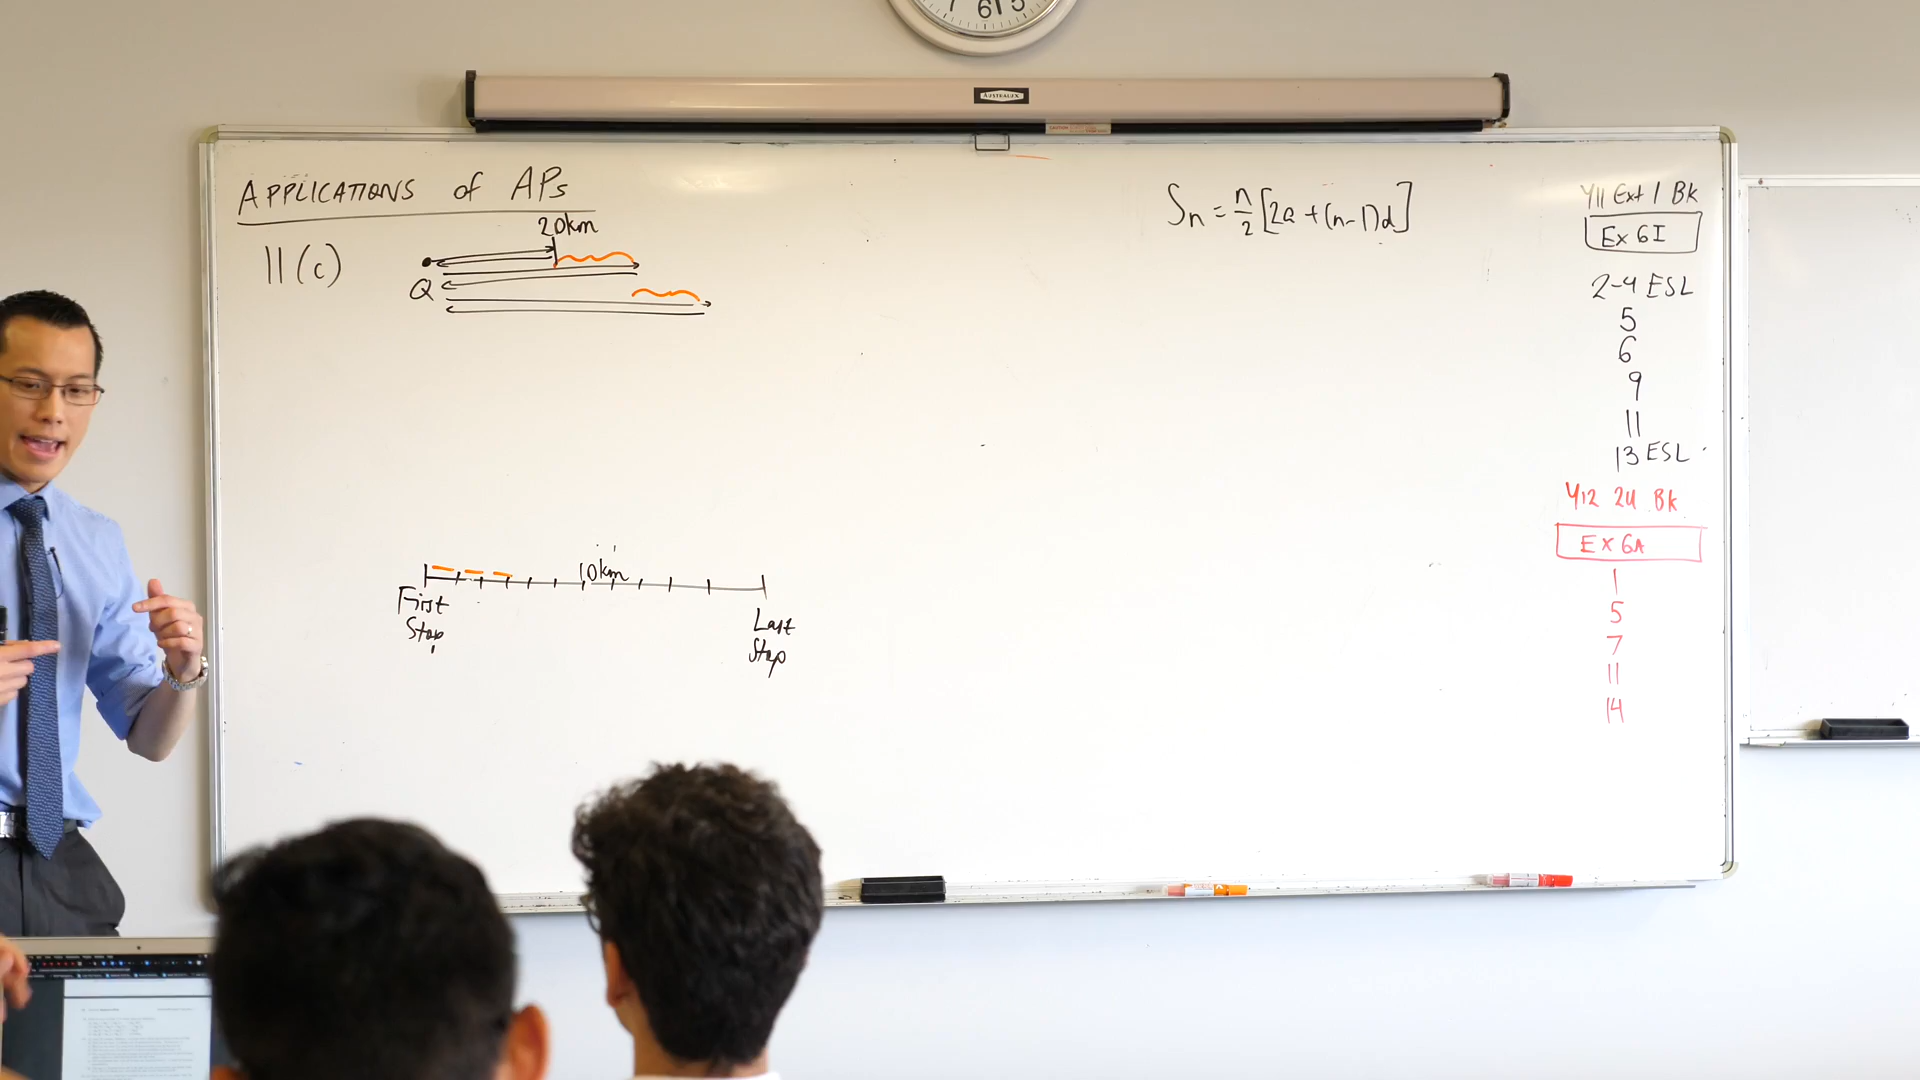 AUSTRALUX
APPLICATIONS of APs
11 (c)
20km
Q
10km
First
Stop
Last
Stop
Sn = n/2 [2a + (n-1)d]
Y11 Ext 1 Bk
Ex 6I
2-4 ESL
5
6
9
11
13 ESL
Y12 2U Bk
Ex 6A
1
5
7
11
14